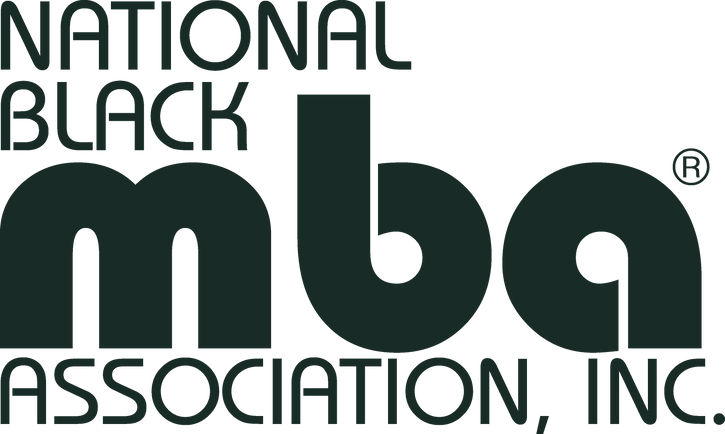 NATIONAL
BLACK
mba®
ASSOCIATION, INC.